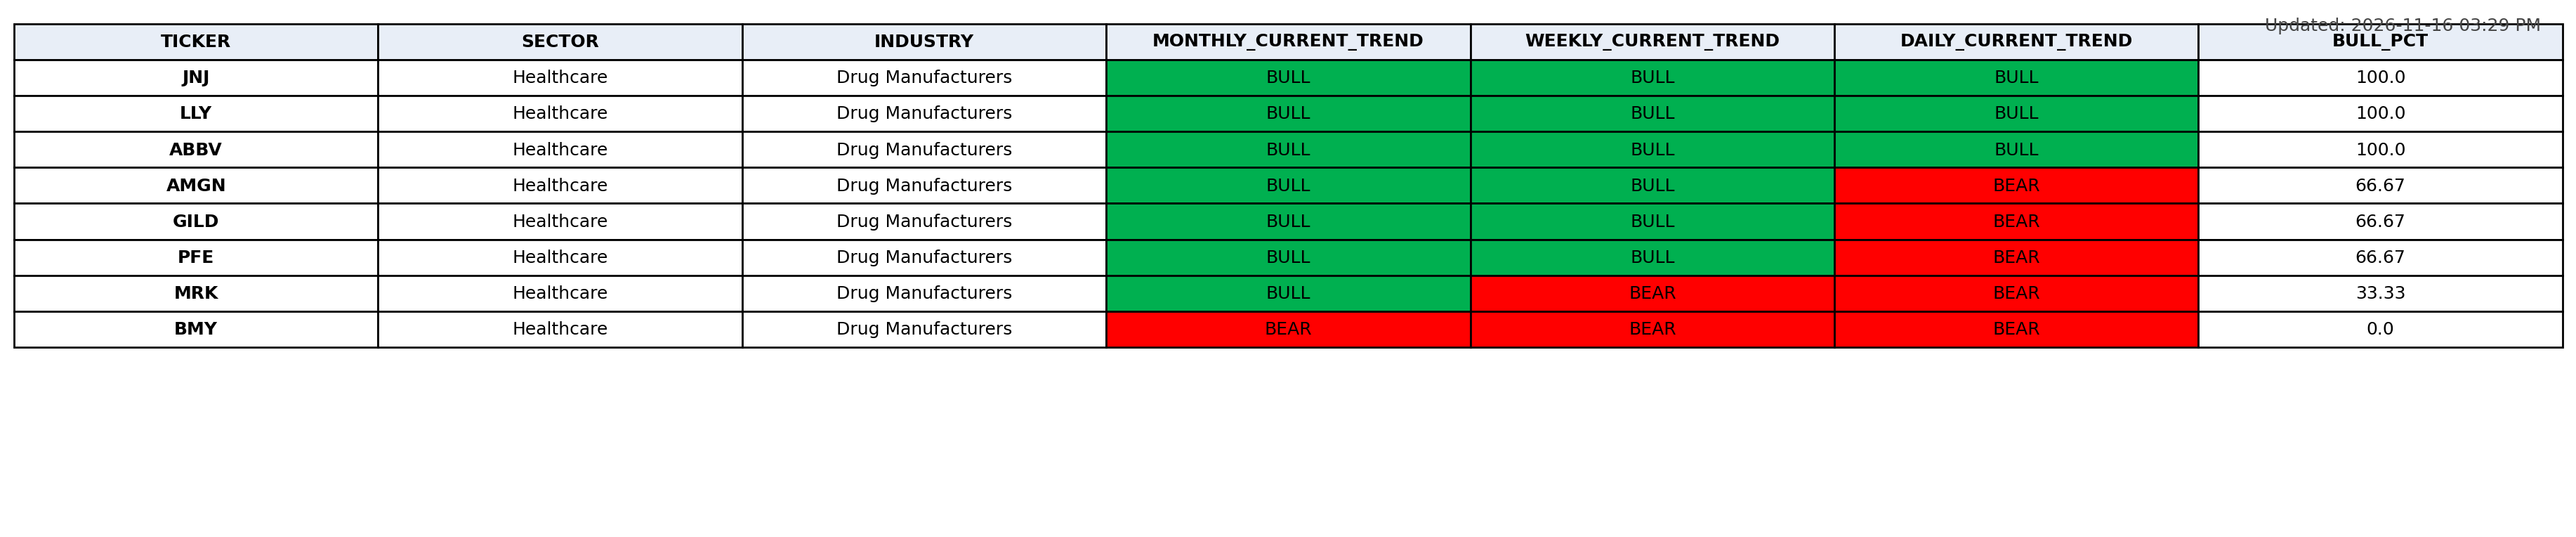 Updated: 2026-11-16 03:29 PM
TICKER SECTOR INDUSTRY MONTHLY_CURRENT_TREND WEEKLY_CURRENT_TREND DAILY_CURRENT_TREND BULL_PCT
JNJ Healthcare Drug Manufacturers BULL BULL BULL 100.0
LLY Healthcare Drug Manufacturers BULL BULL BULL 100.0
ABBV Healthcare Drug Manufacturers BULL BULL BULL 100.0
AMGN Healthcare Drug Manufacturers BULL BULL BEAR 66.67
GILD Healthcare Drug Manufacturers BULL BULL BEAR 66.67
PFE Healthcare Drug Manufacturers BULL BULL BEAR 66.67
MRK Healthcare Drug Manufacturers BULL BEAR BEAR 33.33
BMY Healthcare Drug Manufacturers BEAR BEAR BEAR 0.0